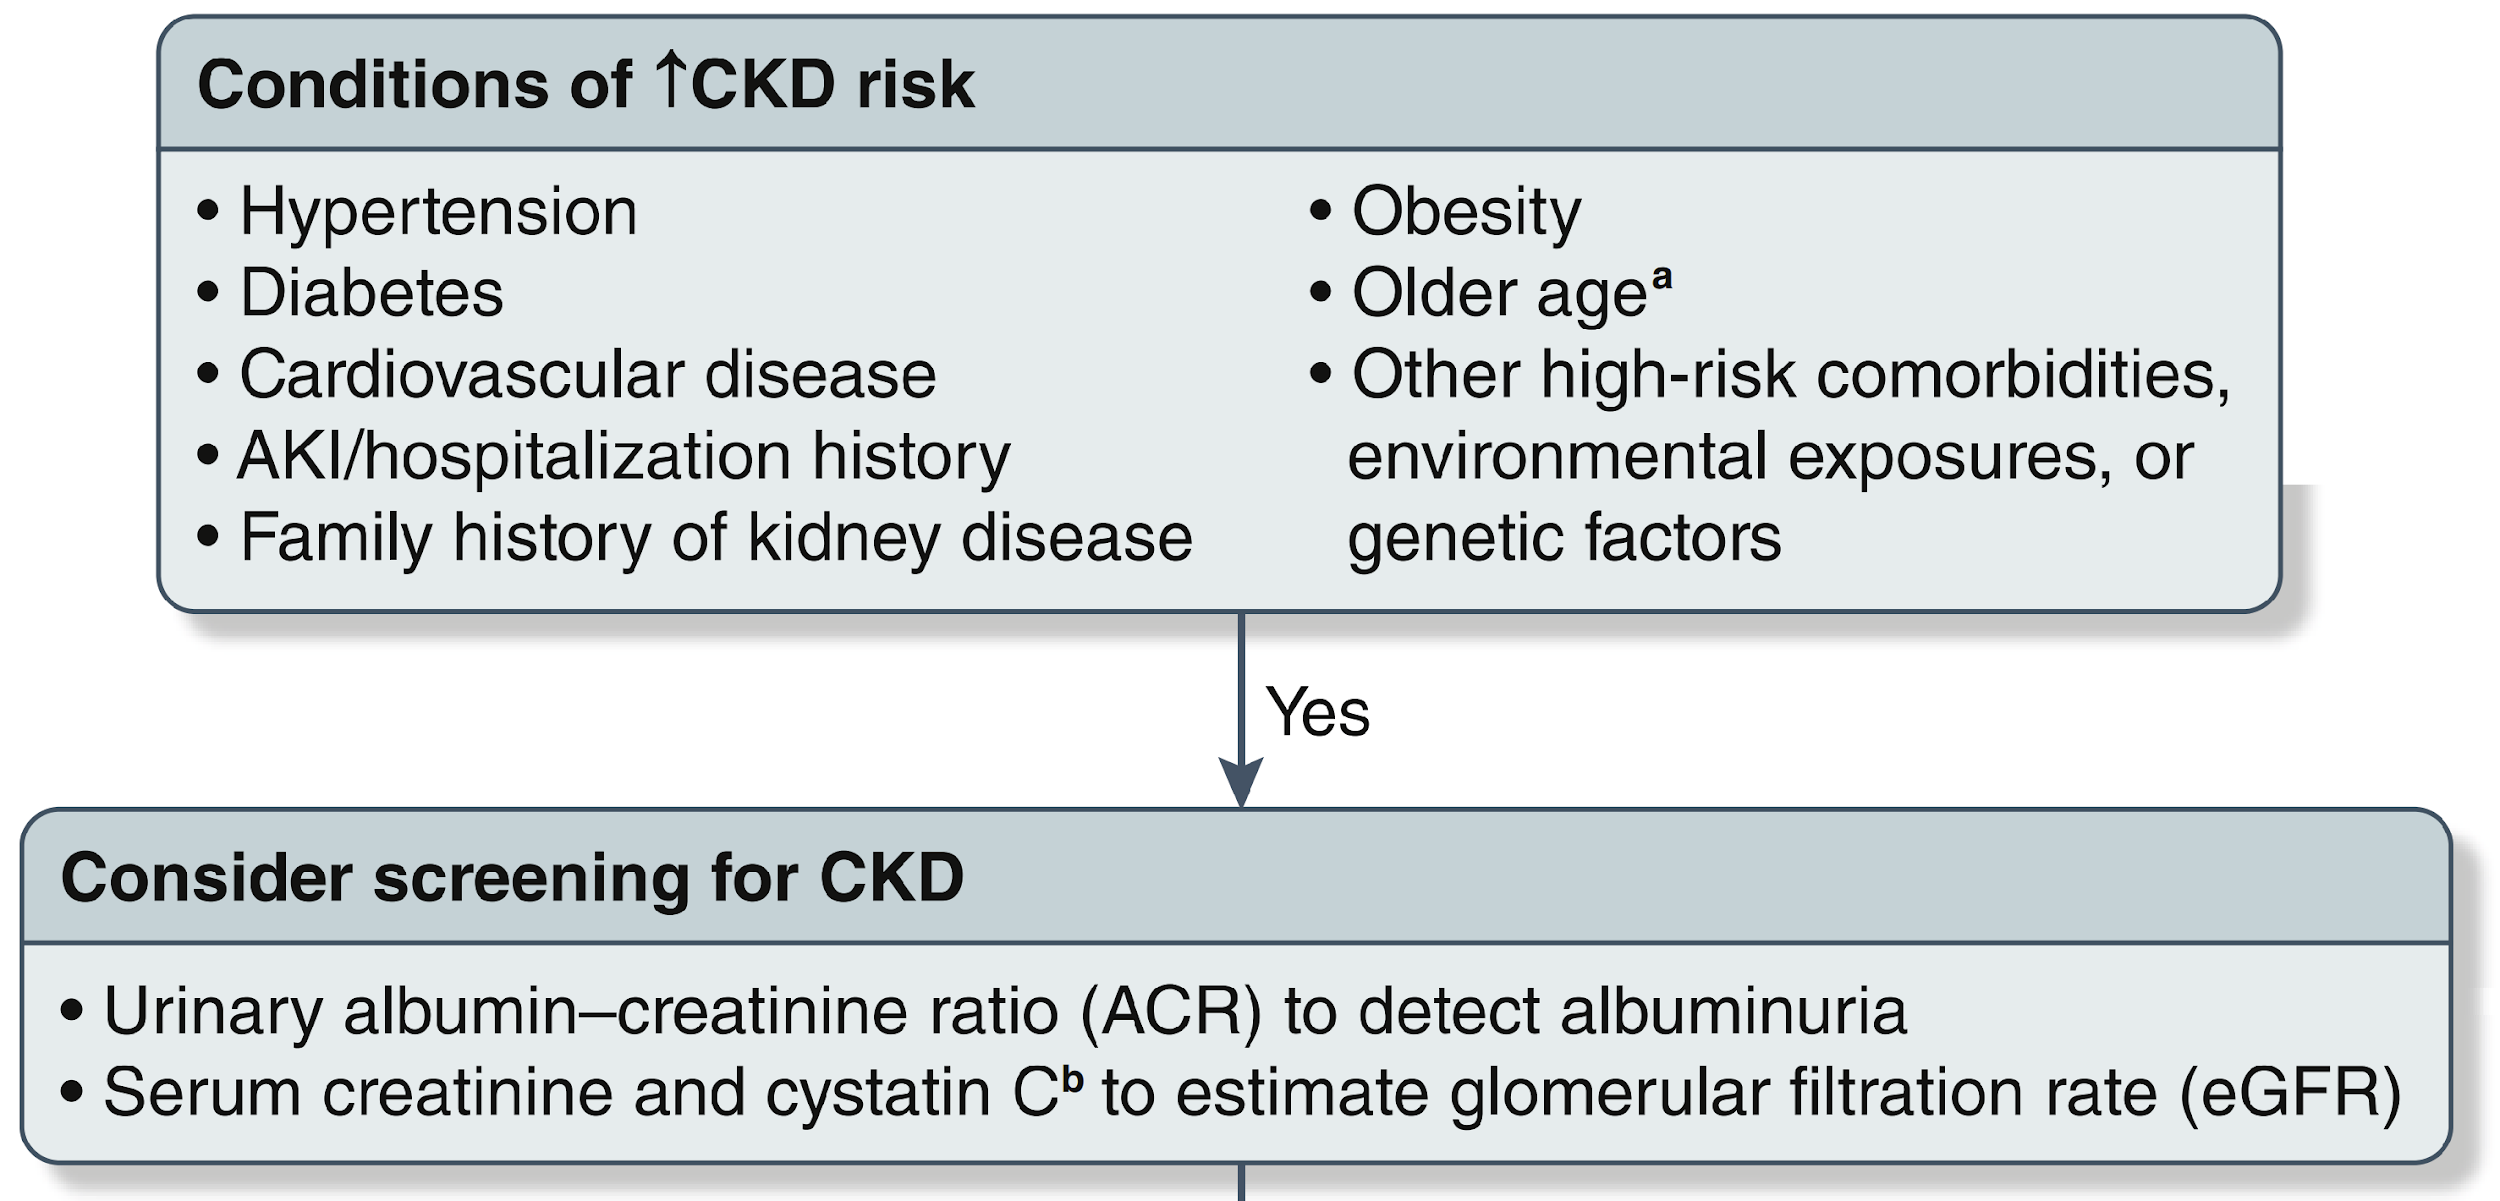 Conditions of ↑CKD risk
• Hypertension
• Diabetes
• Cardiovascular disease
• AKI/hospitalization history
• Family history of kidney disease
• Obesity
• Older ageᵃ
• Other high-risk comorbidities,
environmental exposures, or
genetic factors
Yes
Consider screening for CKD
• Urinary albumin–creatinine ratio (ACR) to detect albuminuria
• Serum creatinine and cystatin Cᵇ to estimate glomerular filtration rate (eGFR)